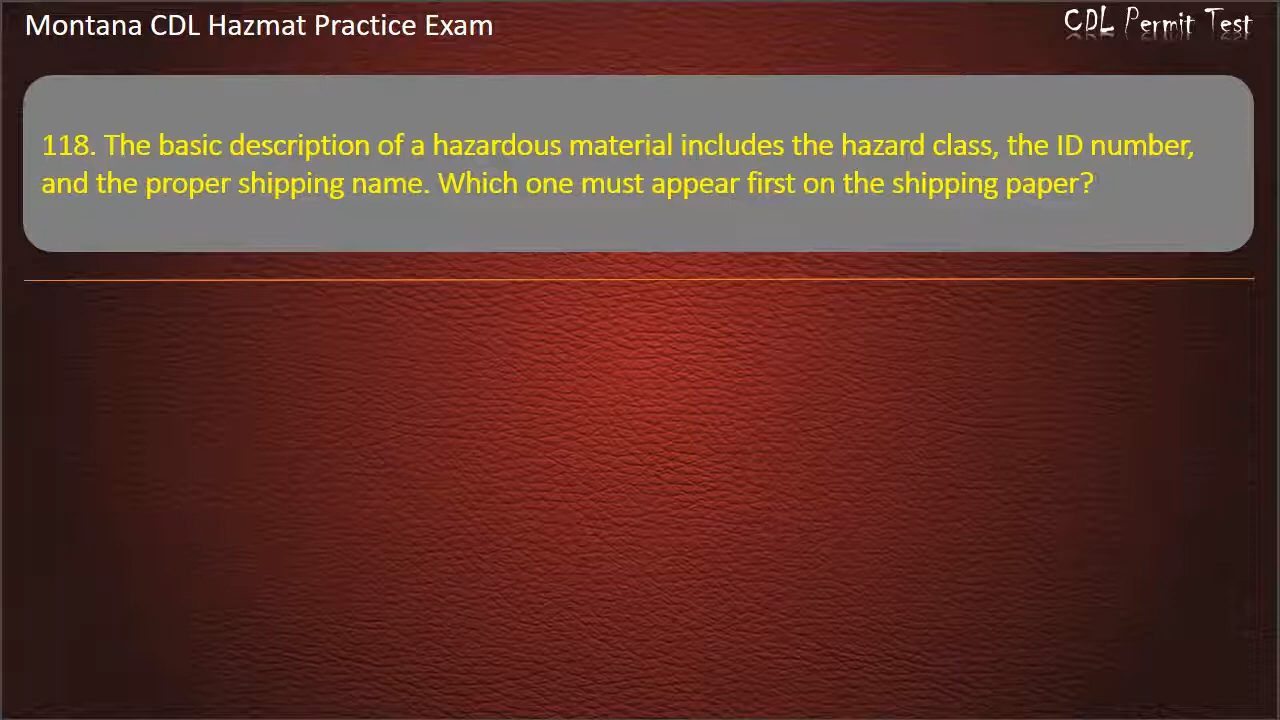 Montana CDL Hazmat Practice Exam
CDL Permit Test
118. The basic description of a hazardous material includes the hazard class, the ID number,
and the proper shipping name. Which one must appear first on the shipping paper?